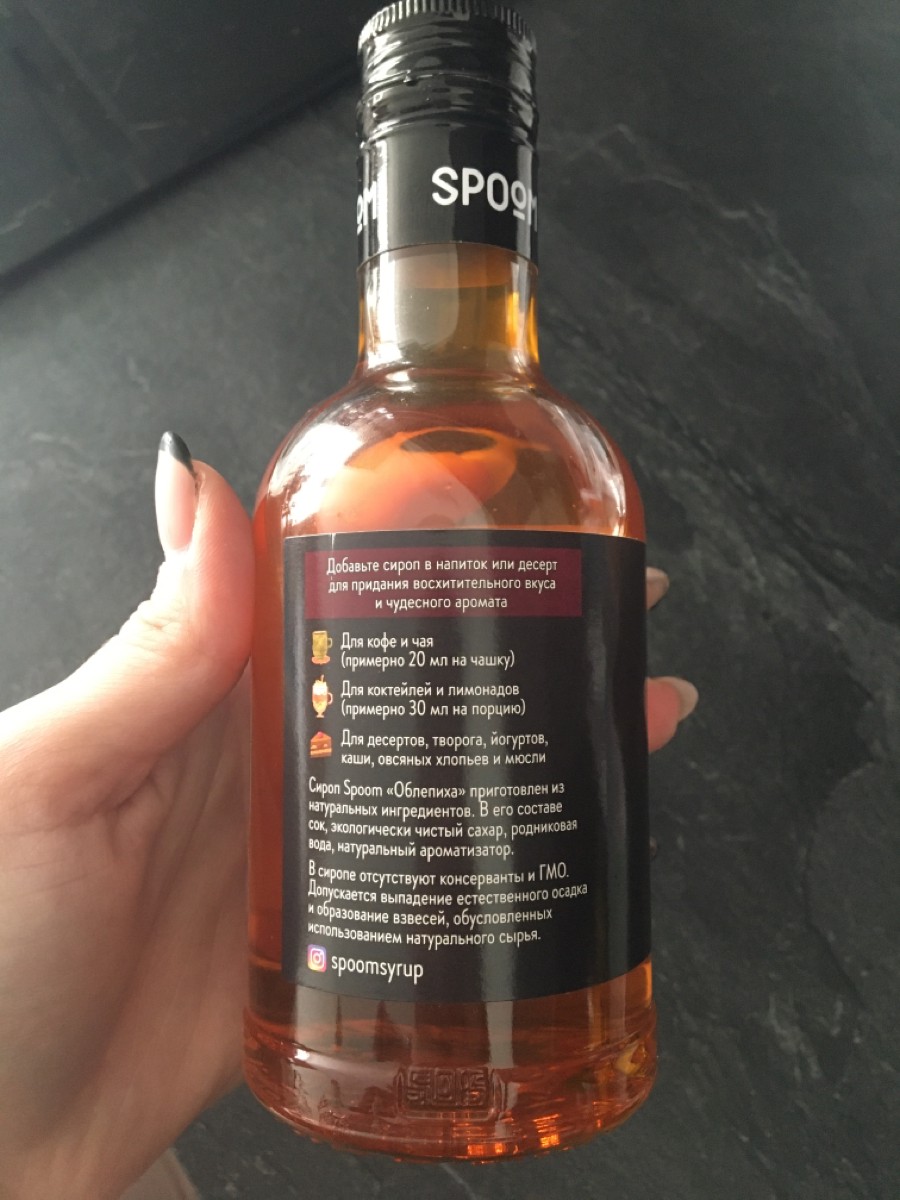 SPOOM
Добавьте сироп в напиток или десерт
для придания восхитительного вкуса
и чудесного аромата
Для кофе и чая
(примерно 20 мл на чашку)
Для коктейлей и лимонадов
(примерно 30 мл на порцию)
Для десертов, творога, йогуртов,
каши, овсяных хлопьев и мюсли
Сироп Spoom «Облепиха» приготовлен из
натуральных ингредиентов. В его составе
сок, экологически чистый сахар, родниковая
вода, натуральный ароматизатор.
В сиропе отсутствуют консерванты и ГМО.
Допускается выпадение естественного осадка
и образование взвесей, обусловленных
использованием натурального сырья.
spoomsyrup